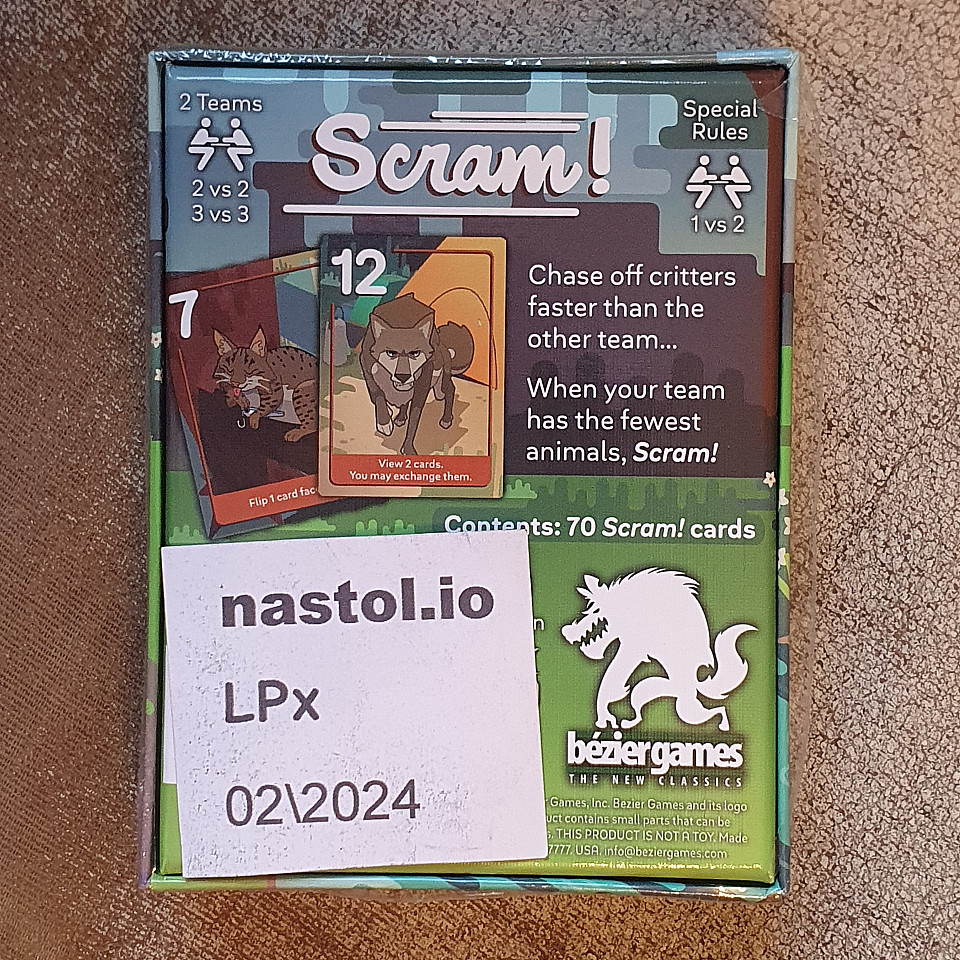 2 Teams
2 vs 2
3 vs 3
Scram!
Special
Rules
1 vs 2
7
Flip 1 card
12
View 2 cards.
You may exchange them.
Chase off critters
faster than the
other team...
When your team
has the fewest
animals, Scram!
Contents: 70 Scram! cards
nastol.io
LPx
02\2024
béziergames
THE NEW CLASSICS
Games, Inc. Bezier Games and its logo
contains small parts that can be
THIS PRODUCT IS NOT A TOY. Made
7777. USA. info@beziergames.com